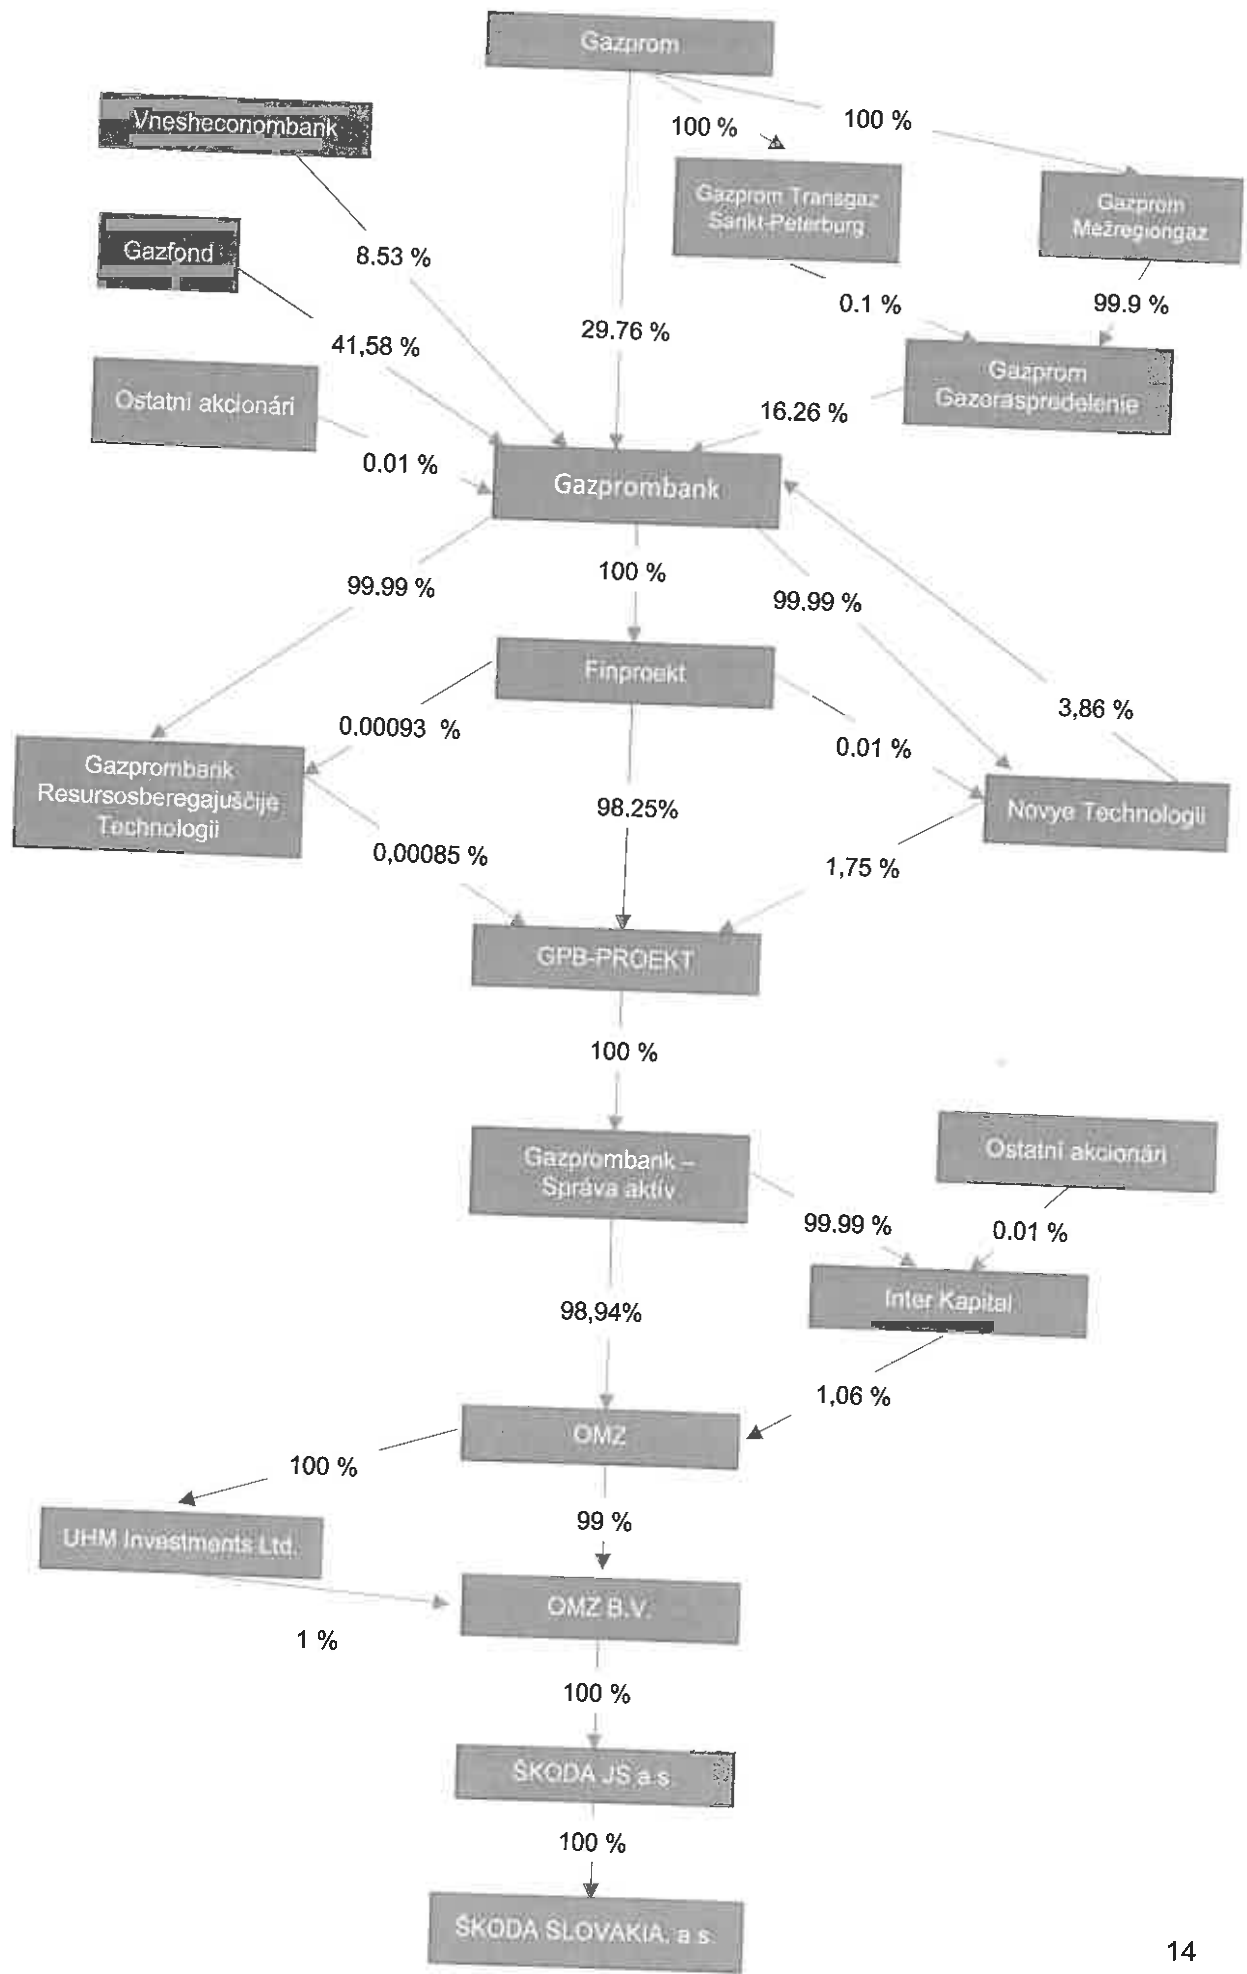 Gazprom
Vnesheconombank
100 %
100 %
Gazprom Transgaz
Sankt-Peterburg
Gazprom
Mežregiongaz
Gazfond
8.53 %
29.76 %
0.1 %
99.9 %
41,58 %
Ostatní akcionári
Gazprom
Gazoraspredelenie
16.26 %
0.01 %
Gazprombank
99.99 %
100 %
99.99 %
Finproekt
3,86 %
0.00093 %
0.01 %
Gazprombank
Resursosberegajuščije
Technologii
98.25%
Novye Technologii
0,00085 %
1,75 %
GPB-PROEKT
100 %
Gazprombank –
Správa aktív
Ostatní akcionári
99.99 %
0.01 %
Inter Kapital
98,94%
1,06 %
OMZ
100 %
99 %
UHM Investments Ltd.
OMZ B.V.
1 %
100 %
ŠKODA JS a.s
100 %
ŠKODA SLOVAKIA, a.s.
14